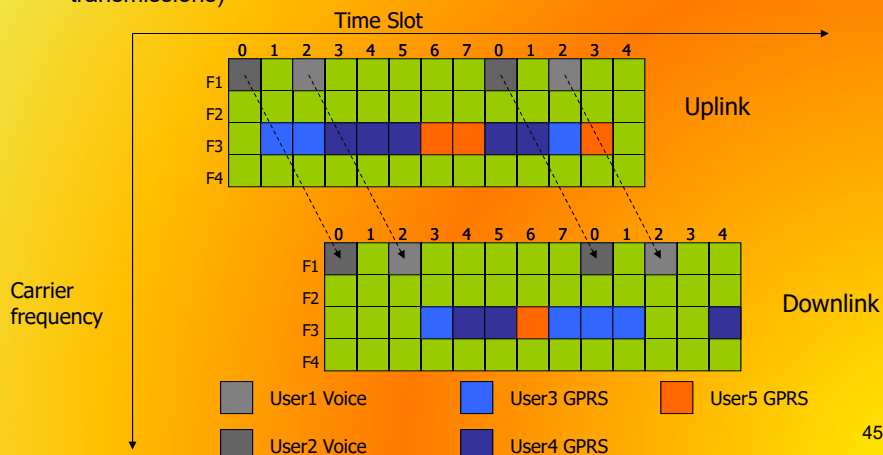 transmissions)
Time Slot
0 1 2 3 4 5 6 7 0 1 2 3 4
F1
Uplink
F2
F3
F4
0 1 2 3 4 5 6 7 0 1 2 3 4
F1
Carrier
frequency
F2
Downlink
F3
F4
User1 Voice User3 GPRS User5 GPRS
User2 Voice User4 GPRS
45